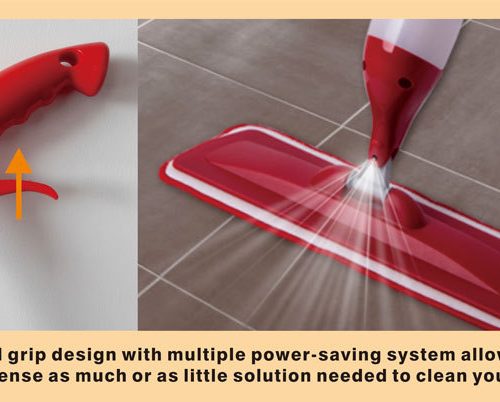 grip design with multiple power-saving system allow
ense as much or as little solution needed to clean you